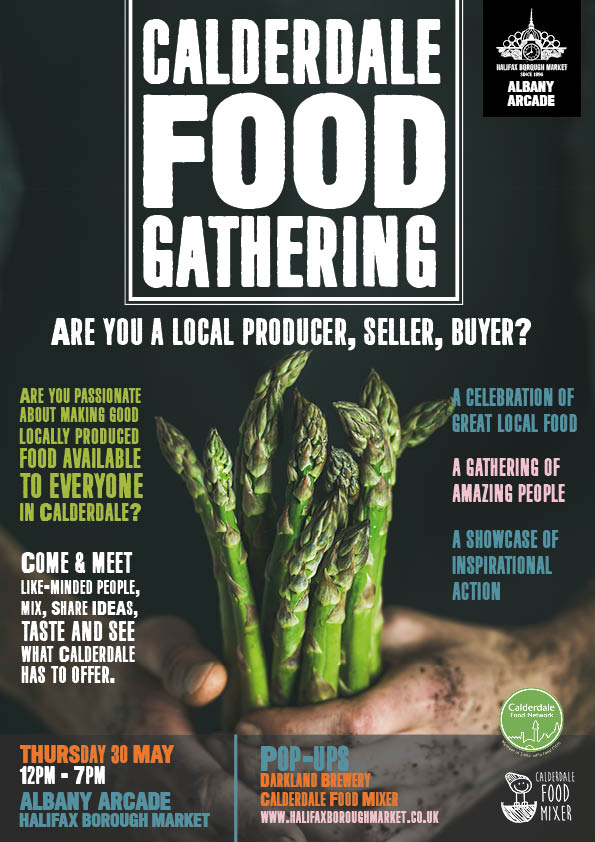 CALDERDALE
FOOD
GATHERING
HALIFAX BOROUGH MARKET
SINCE 1896
ALBANY
ARCADE
ARE YOU A LOCAL PRODUCER, SELLER, BUYER?
ARE YOU PASSIONATE
ABOUT MAKING GOOD
LOCALLY PRODUCED
FOOD AVAILABLE
TO EVERYONE
IN CALDERDALE?
COME & MEET
LIKE-MINDED PEOPLE,
MIX, SHARE IDEAS,
TASTE AND SEE
WHAT CALDERDALE
HAS TO OFFER.
A CELEBRATION OF
GREAT LOCAL FOOD
A GATHERING OF
AMAZING PEOPLE
A SHOWCASE OF
INSPIRATIONAL
ACTION
THURSDAY 30 MAY
12PM - 7PM
ALBANY ARCADE
HALIFAX BOROUGH MARKET
POP-UPS
DARKLAND BREWERY
CALDERDALE FOOD MIXER
WWW.HALIFAXBOROUGHMARKET.CO.UK
Calderdale
Food Network
CALDERDALE
FOOD
MIXER